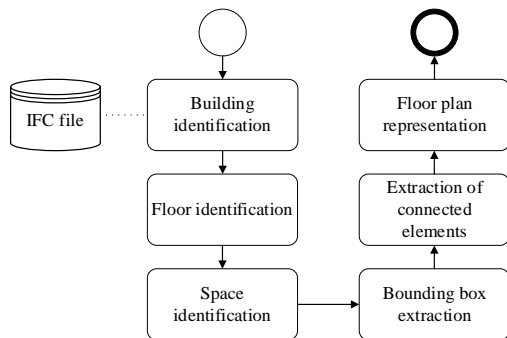 IFC file
Building
identification
Floor identification
Space
identification
Bounding box
extraction
Extraction of
connected
elements
Floor plan
representation